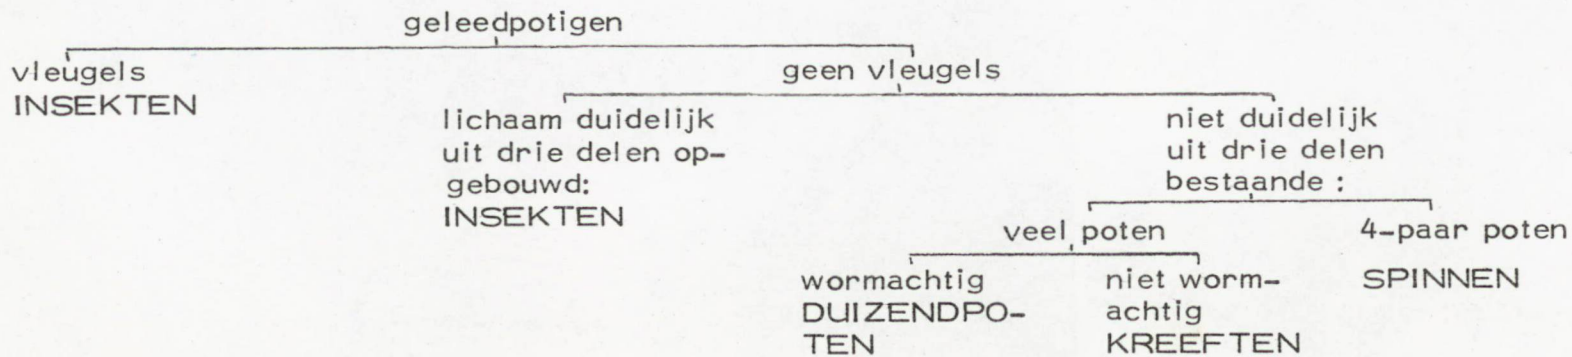 geleedpotigen
vleugels
INSEKTEN
geen vleugels
lichaam duidelijk
uit drie delen op-
gebouwd:
INSEKTEN
niet duidelijk
uit drie delen
bestaande :
veel poten
4-paar poten
wormachtig
DUIZENDPO-
TEN
niet worm-
achtig
KREEFTEN
SPINNEN